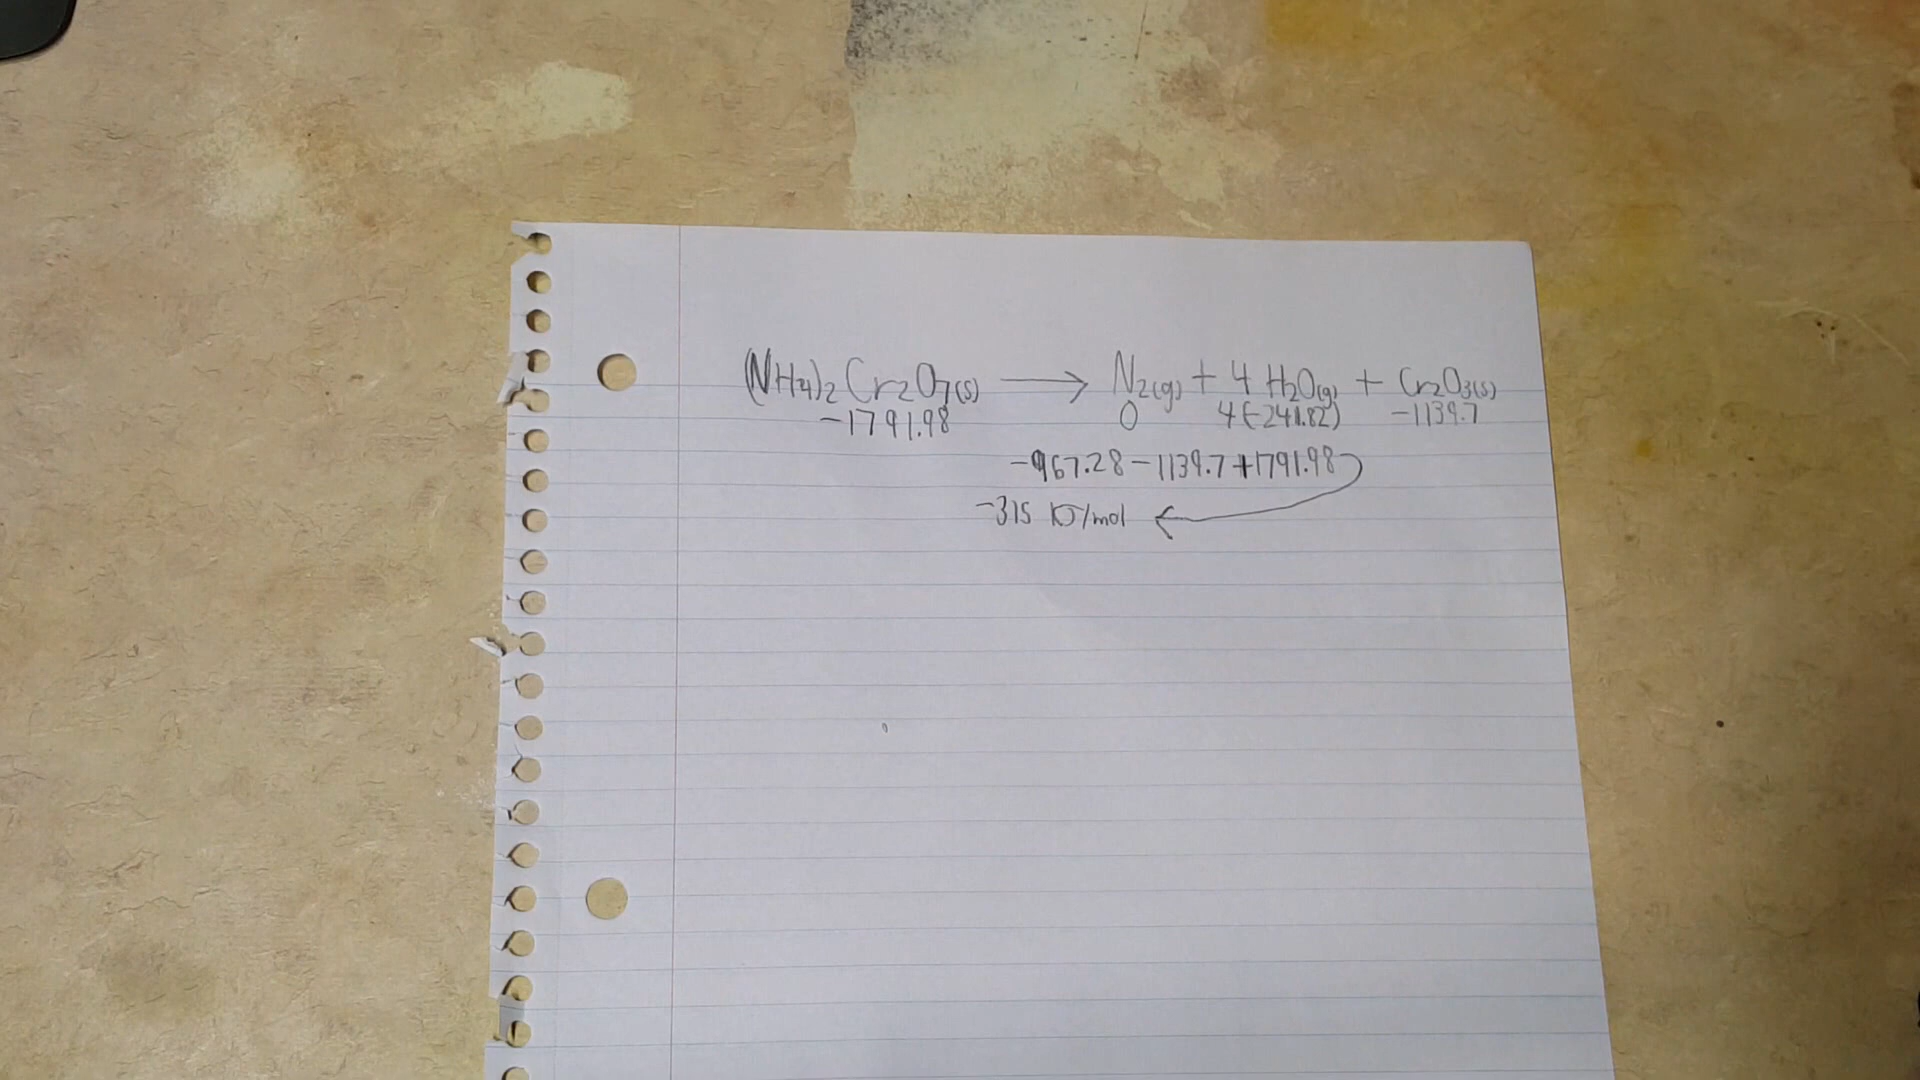 (NH4)2Cr2O7(s) → N2(g) + 4 H2O(g) + Cr2O3(s)
-1791.98 0 4(-241.82) -1139.7
-967.28-1139.7+1791.98
-315 KJ/mol ←